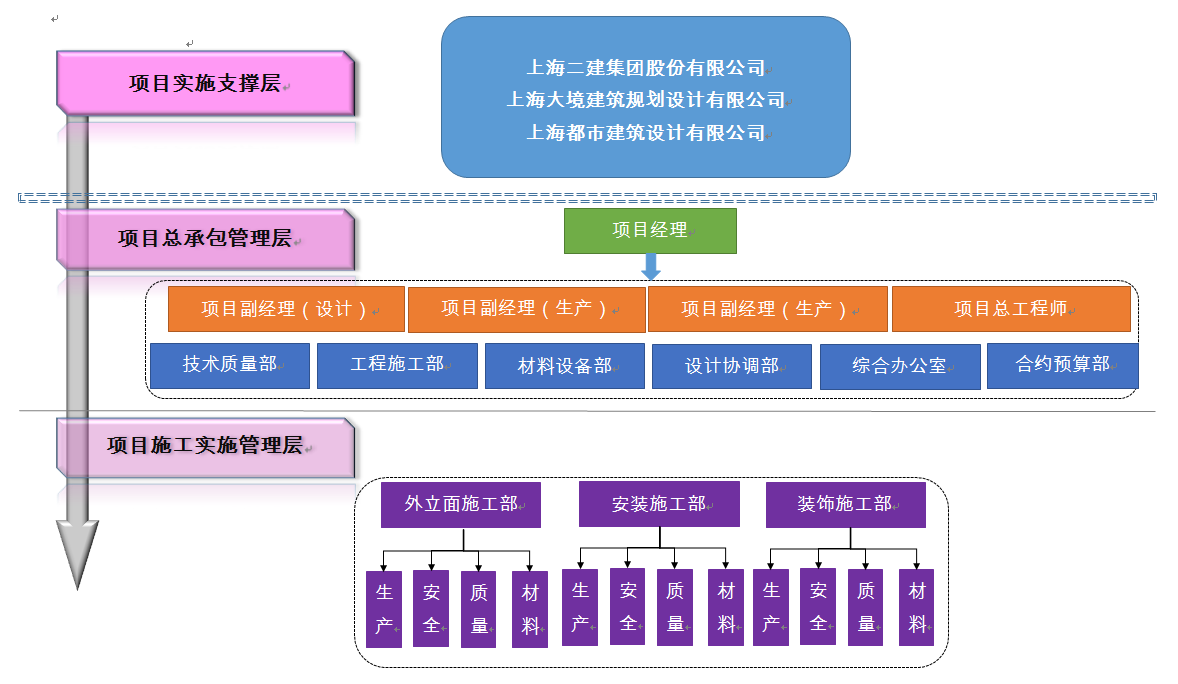 项目实施支撑层
上海二建集团股份有限公司
上海大境建筑规划设计有限公司
上海都市建筑设计有限公司
项目总承包管理层
项目经理
项目副经理（设计）
项目副经理（生产）
项目副经理（生产）
项目总工程师
技术质量部
工程施工部
材料设备部
设计协调部
综合办公室
合约预算部
项目施工实施管理层
外立面施工部
安装施工部
装饰施工部
生产
安全
质量
材料
生产
安全
质量
材料
生产
安全
质量
材料